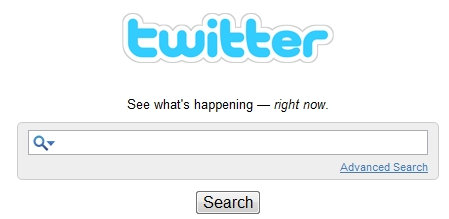 twitter
See what's happening — right now.
Advanced Search
Search